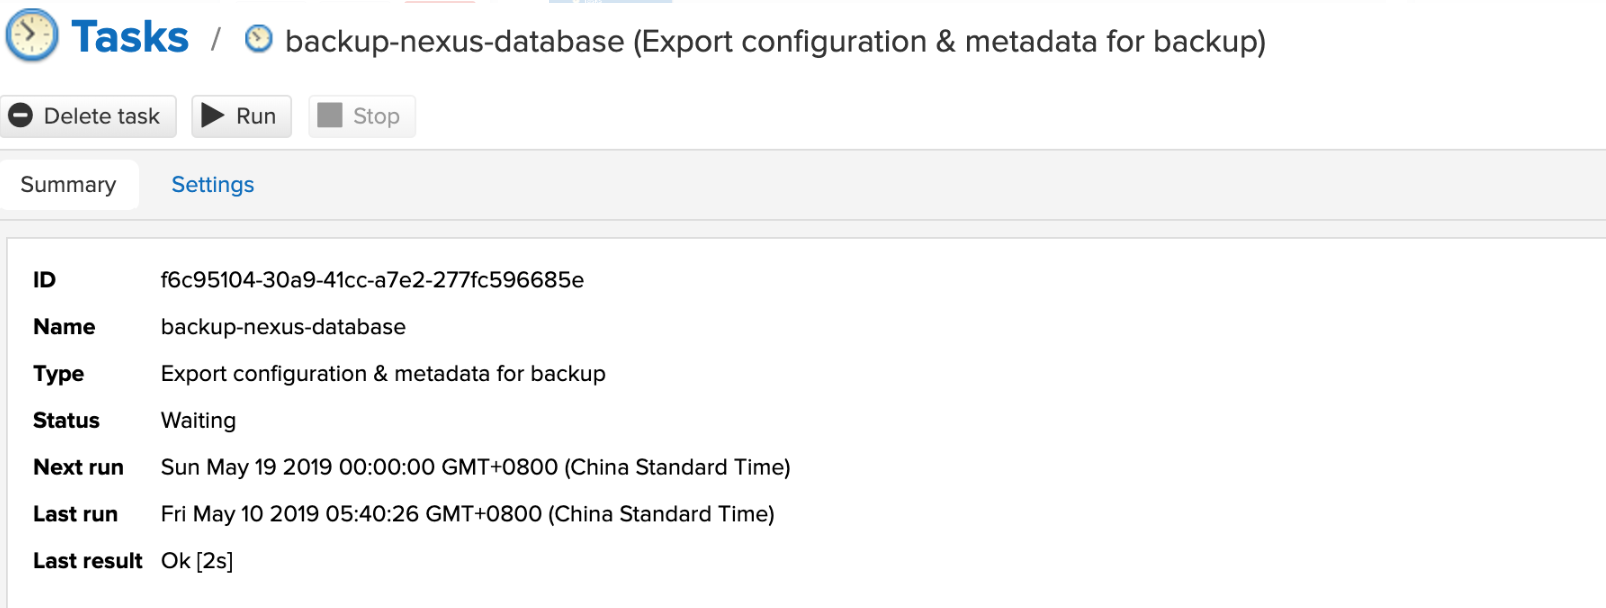 Tasks / backup-nexus-database (Export configuration & metadata for backup)
Delete task Run Stop
Summary Settings
ID f6c95104-30a9-41cc-a7e2-277fc596685e
Name backup-nexus-database
Type Export configuration & metadata for backup
Status Waiting
Next run Sun May 19 2019 00:00:00 GMT+0800 (China Standard Time)
Last run Fri May 10 2019 05:40:26 GMT+0800 (China Standard Time)
Last result Ok [2s]